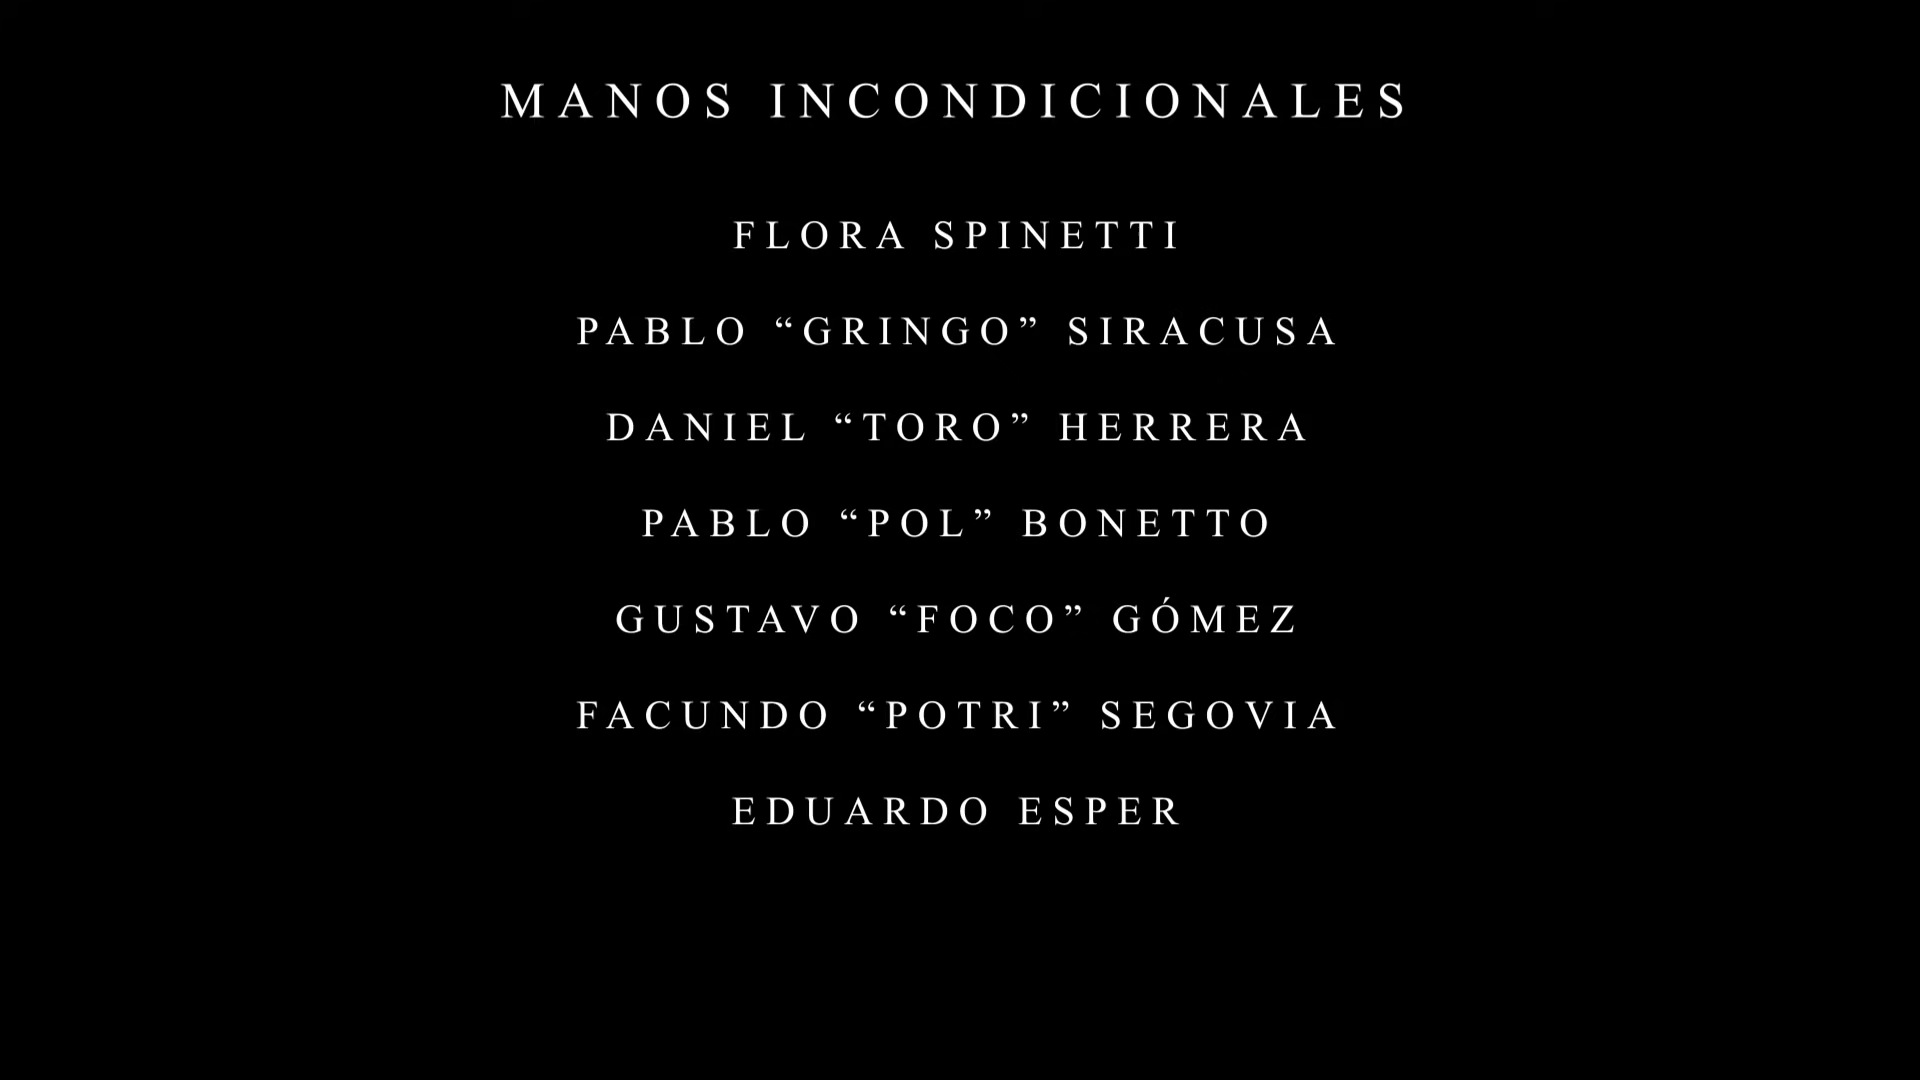 MANOS INCONDICIONALES
FLORA SPINETTI
PABLO “GRINGO” SIRACUSA
DANIEL “TORO” HERRERA
PABLO “POL” BONETTO
GUSTAVO “FOCO” GÓMEZ
FACUNDO “POTRI” SEGOVIA
EDUARDO ESPER